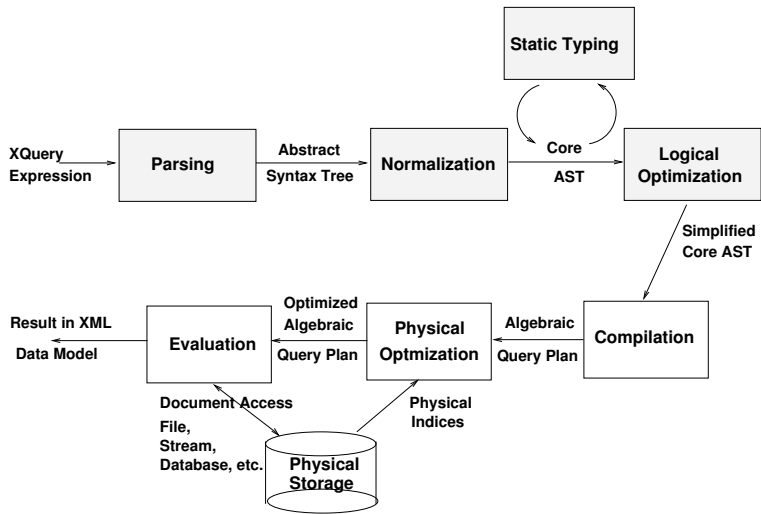 Static Typing
XQuery
Expression
Parsing
Abstract
Syntax Tree
Normalization
Core
AST
Logical
Optimization
Simplified
Core AST
Result in XML
Data Model
Evaluation
Optimized
Algebraic
Query Plan
Physical
Optmization
Algebraic
Query Plan
Compilation
Document Access
File,
Stream,
Database, etc.
Physical
Indices
Physical
Storage